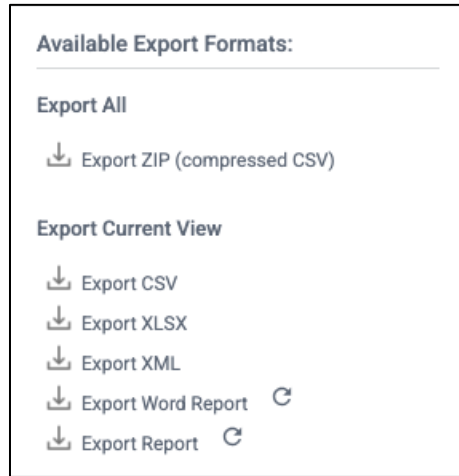 Available Export Formats:
Export All
Export ZIP (compressed CSV)
Export Current View
Export CSV
Export XLSX
Export XML
Export Word Report
Export Report